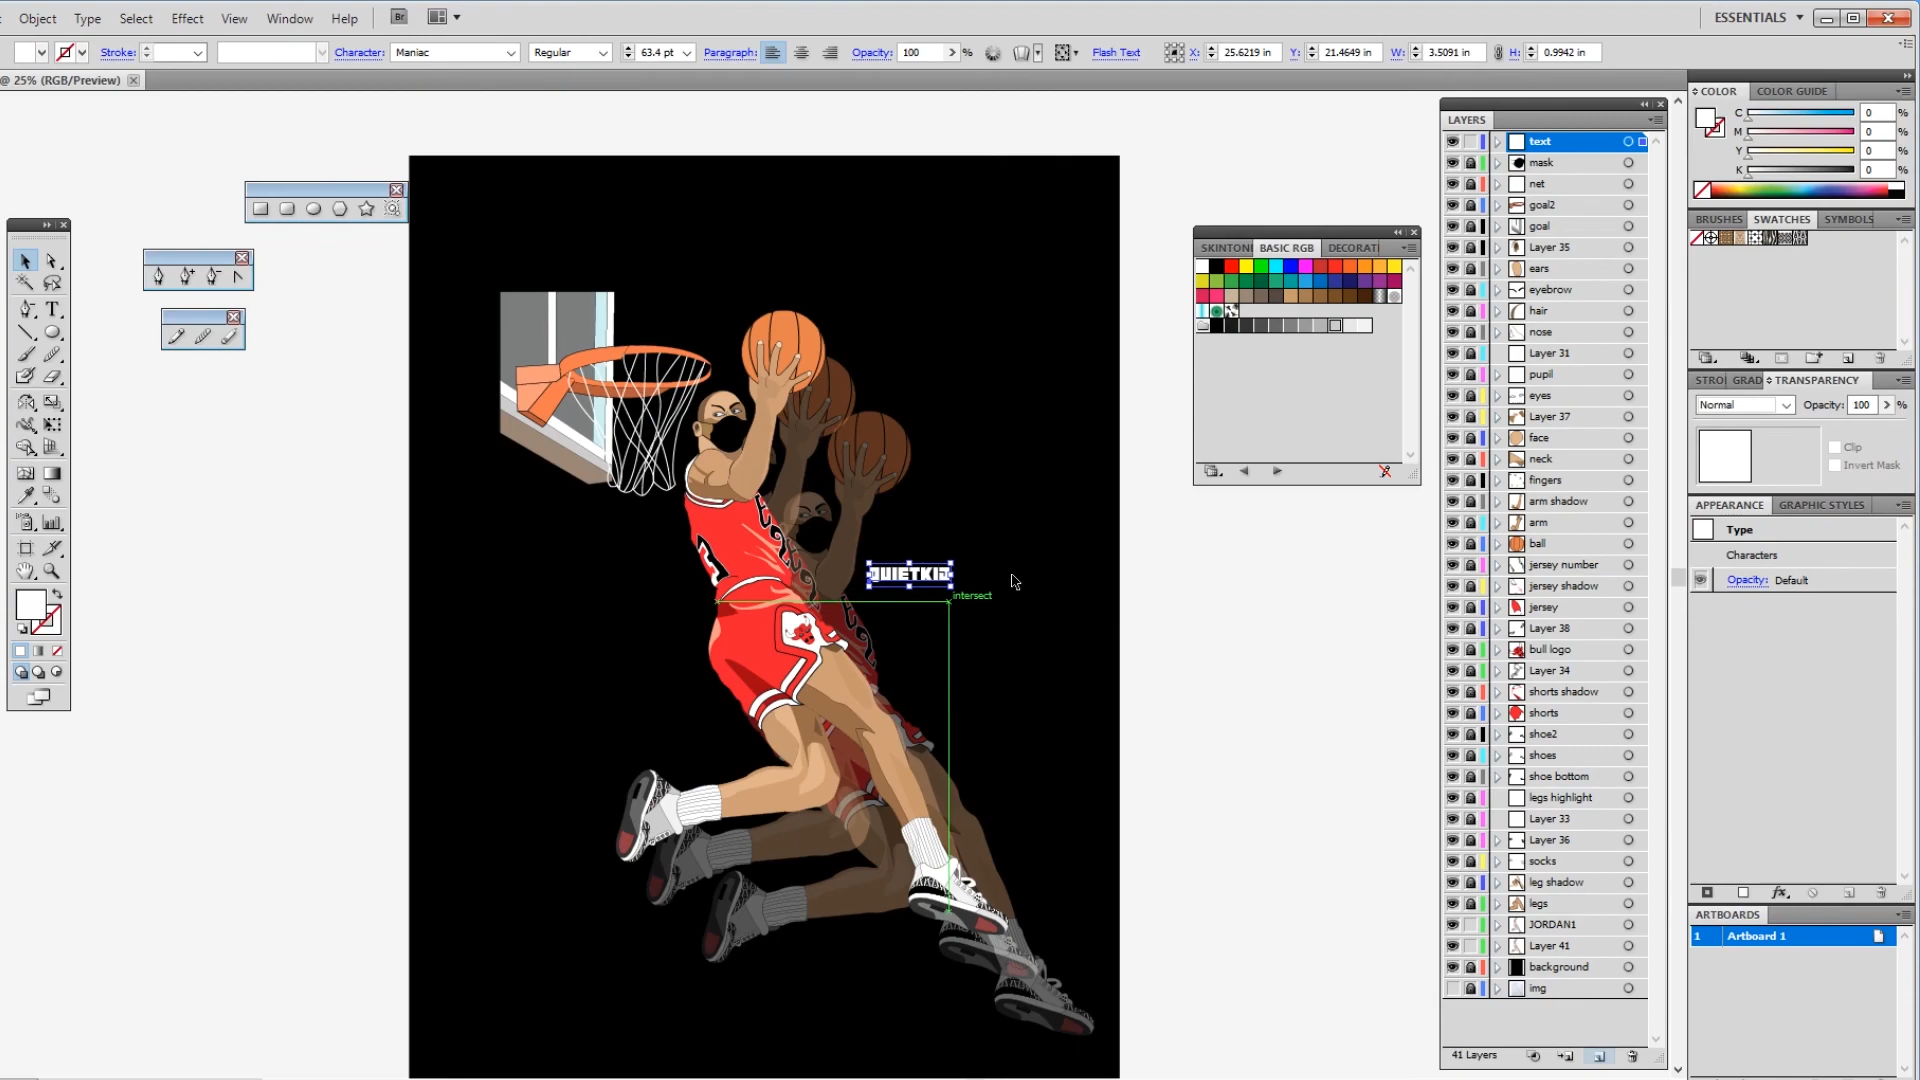 Object Type Select Effect View Window Help Br ESSENTIALS
Stroke: Character: Maniac Regular 63.4 pt Paragraph: Opacity: 100 % Flash Text X: 25.6219 in Y: 21.4649 in W: 3.5091 in H: 0.9942 in
@ 25% (RGB/Preview)
COLOR COLOR GUIDE
C 0 %
M 0 %
Y 0 %
K 0 %
BRUSHES SWATCHES SYMBOLS
STRO GRAD TRANSPARENCY
Normal Opacity: 100 %
Clip
Invert Mask
APPEARANCE GRAPHIC STYLES
Type
Characters
Opacity: Default
ARTBOARDS
1 Artboard 1
LAYERS
text
mask
net
goal2
goal
Layer 35
ears
eyebrow
hair
nose
Layer 31
pupil
eyes
Layer 37
face
neck
fingers
arm shadow
arm
ball
jersey number
jersey shadow
jersey
Layer 38
bull logo
Layer 34
shorts shadow
shorts
shoe2
shoes
shoe bottom
legs highlight
Layer 33
Layer 36
socks
leg shadow
legs
JORDAN1
Layer 41
background
img
41 Layers
SKINTON BASIC RGB DECORATI
QUIETKID
intersect